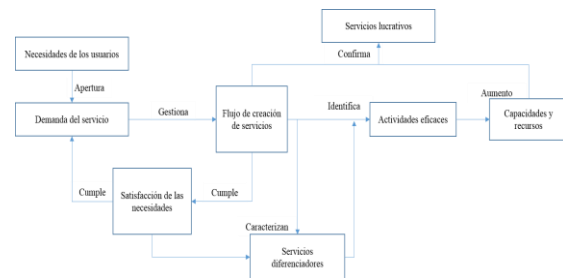 Servicios lucrativos
Necesidades de los usuarios
Confirma
Apertura
Aumento
Demanda del servicio
Gestiona
Flujo de creación
de servicios
Identifica
Actividades eficaces
Capacidades y
recursos
Cumple
Satisfacción de las
necesidades
Cumple
Caracterizan
Servicios
diferenciadores